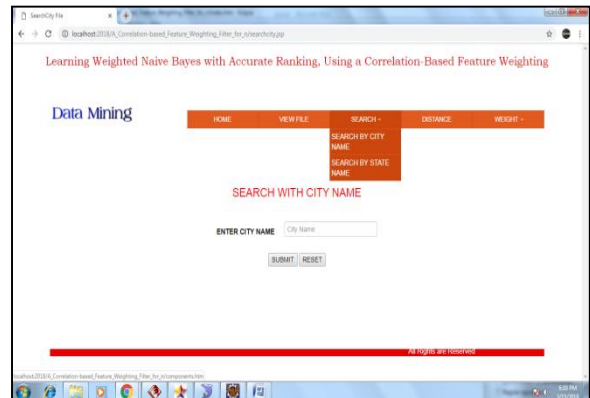 SearchCity File
localhost:2018/A_Correlation-based_Feature_Weighting_Filter_for_n/searchcity.jsp
Learning Weighted Naive Bayes with Accurate Ranking, Using a Correlation-Based Feature Weighting
Data Mining
HOME VIEW FILE SEARCH DISTANCE WEIGHT
SEARCH BY CITY
NAME
SEARCH BY STATE
NAME
SEARCH WITH CITY NAME
ENTER CITY NAME City Name
SUBMIT RESET
All Rights are Reserved
localhost:2018/A_Correlation-based_Feature_Weighting_Filter_for_n/components.htm